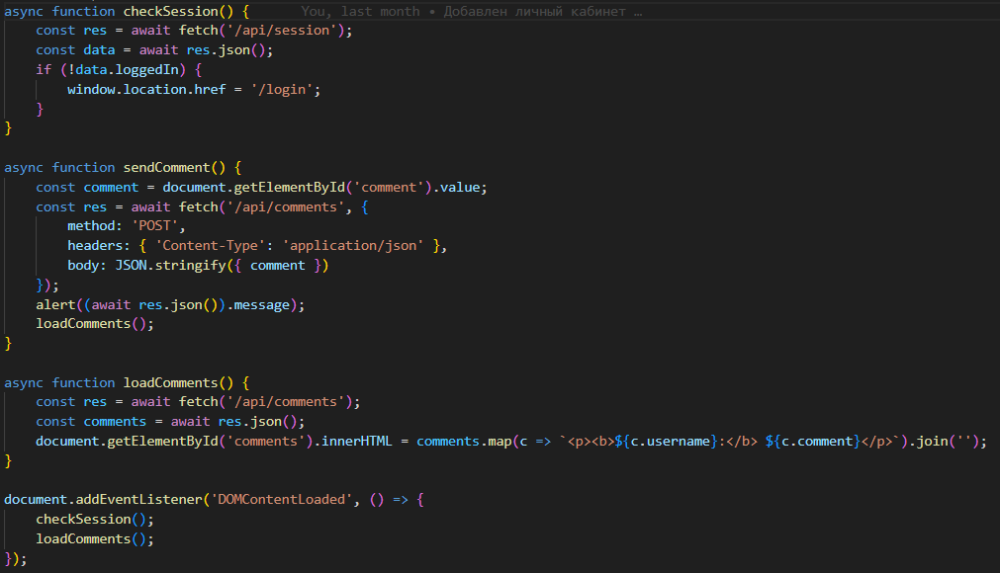 async function checkSession() {    You, last month • Добавлен личный кабинет …
    const res = await fetch('/api/session');
    const data = await res.json();
    if (!data.loggedIn) {
        window.location.href = '/login';
    }
}

async function sendComment() {
    const comment = document.getElementById('comment').value;
    const res = await fetch('/api/comments', {
        method: 'POST',
        headers: { 'Content-Type': 'application/json' },
        body: JSON.stringify({ comment })
    });
    alert((await res.json()).message);
    loadComments();
}

async function loadComments() {
    const res = await fetch('/api/comments');
    const comments = await res.json();
    document.getElementById('comments').innerHTML = comments.map(c => `<p><b>${c.username}:</b> ${c.comment}</p>`).join('');
}

document.addEventListener('DOMContentLoaded', () => {
    checkSession();
    loadComments();
});